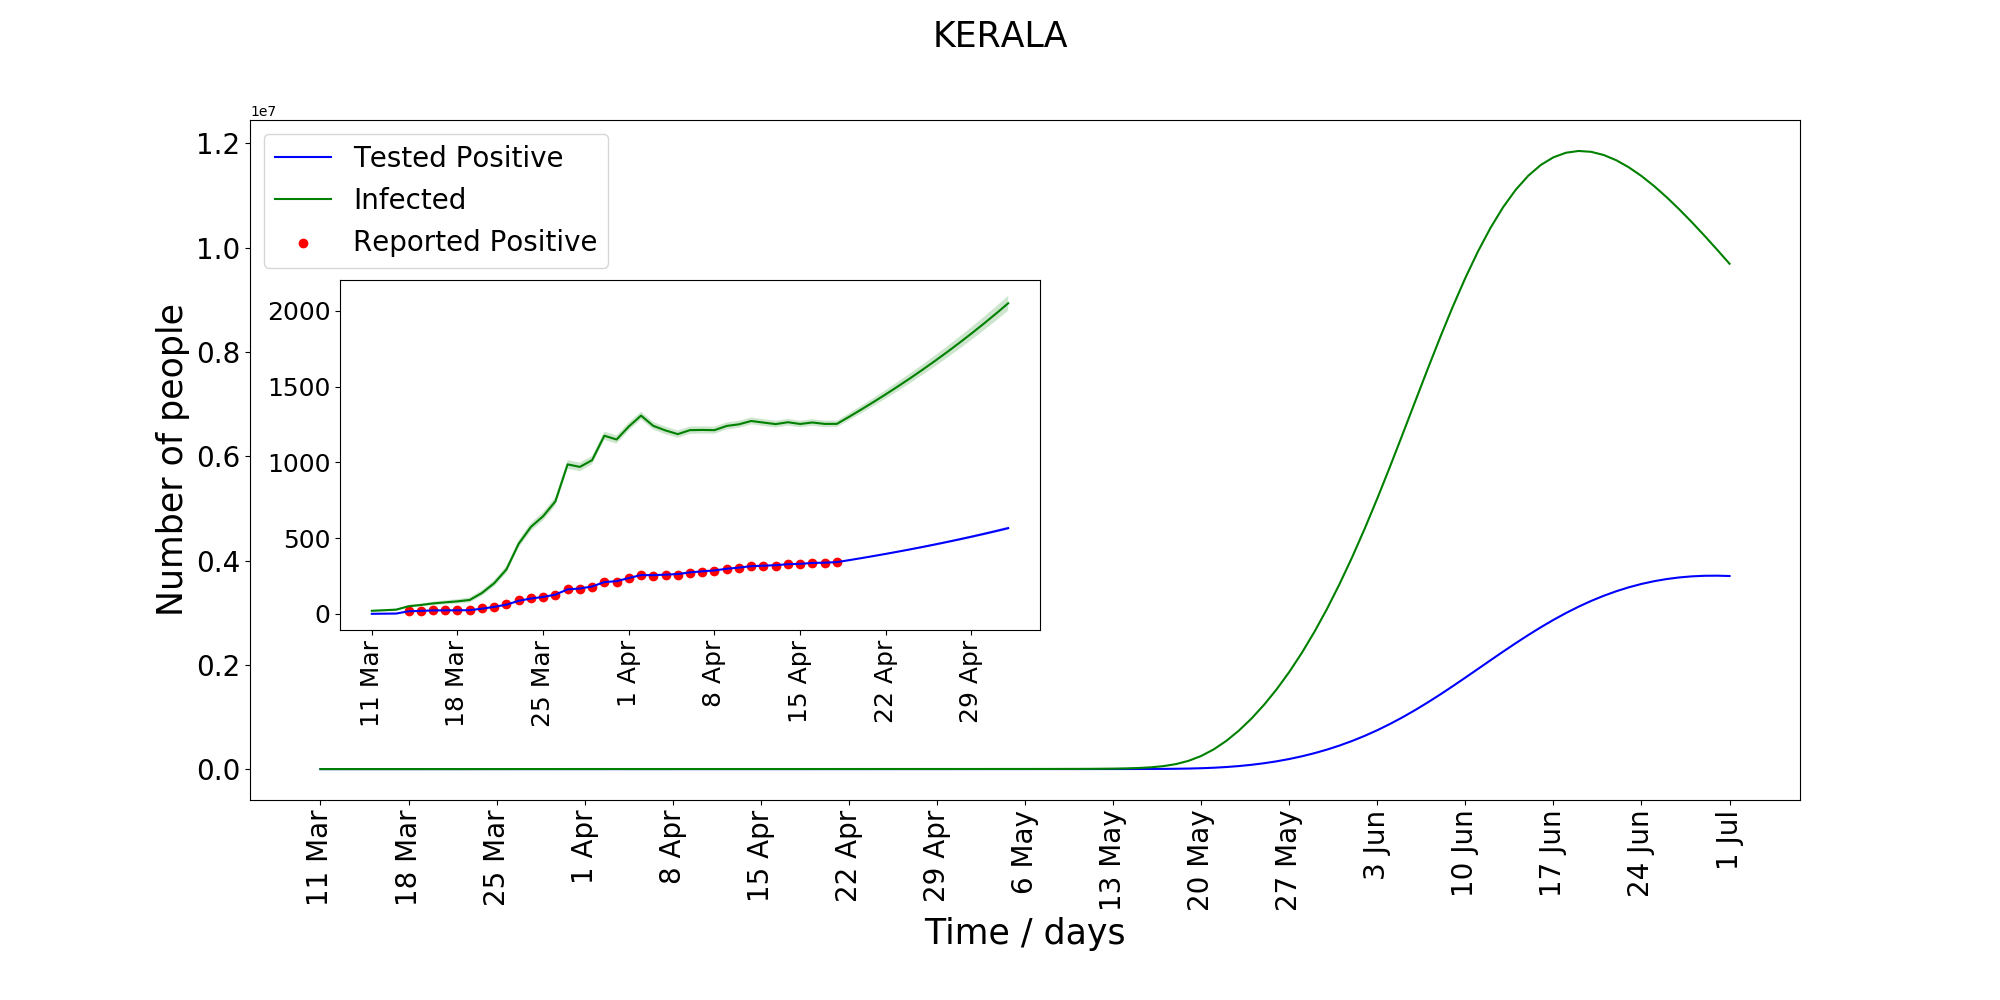 KERALA
1e7
1.2
1.0
0.8
0.6
0.4
0.2
0.0
Number of people
Tested Positive
Infected
Reported Positive
2000
1500
1000
500
0
11 Mar
18 Mar
25 Mar
1 Apr
8 Apr
15 Apr
22 Apr
29 Apr
11 Mar
18 Mar
25 Mar
1 Apr
8 Apr
15 Apr
22 Apr
29 Apr
6 May
13 May
20 May
27 May
3 Jun
10 Jun
17 Jun
24 Jun
1 Jul
Time / days